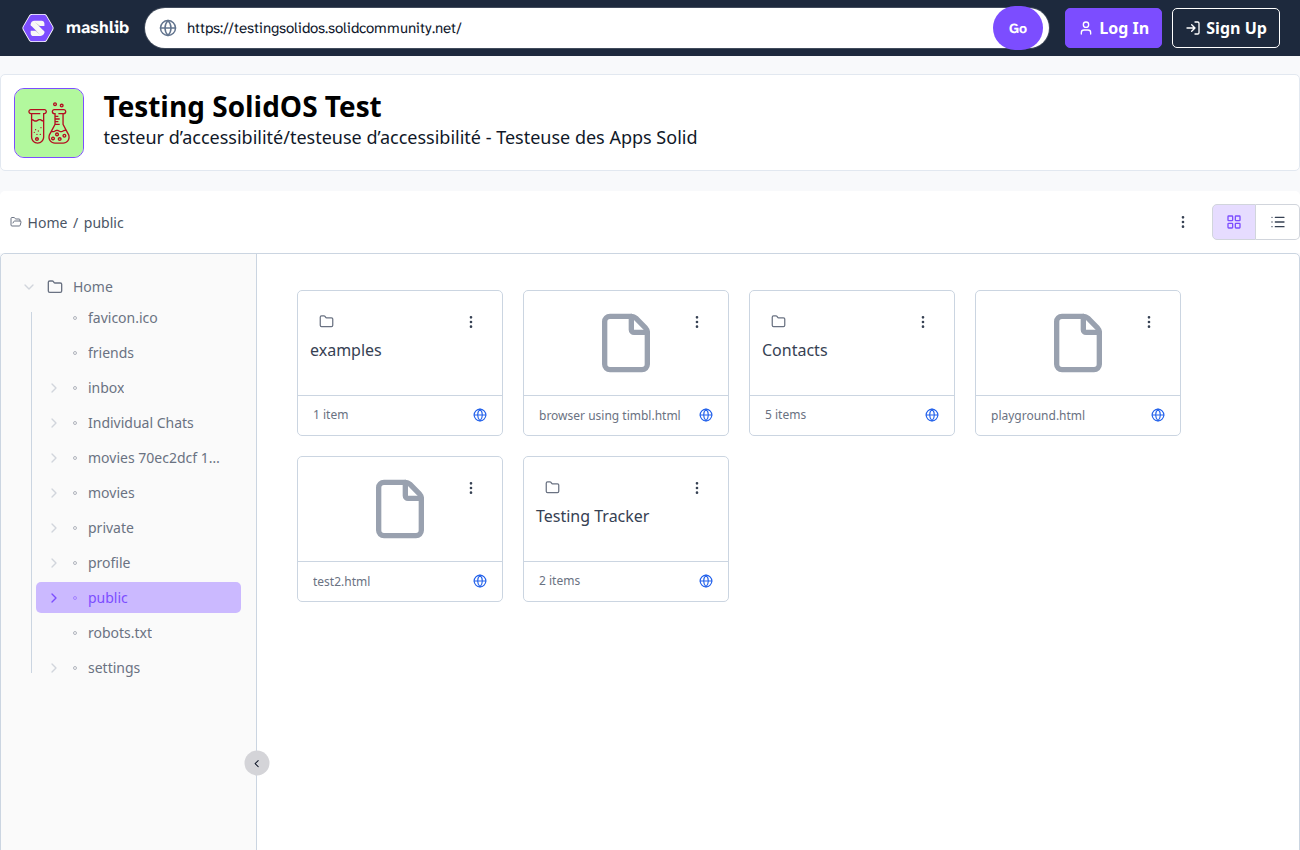 mashlib
https://testingsolidos.solidcommunity.net/
Go
Log In
Sign Up
Testing SolidOS Test
testeur d’accessibilité/testeuse d’accessibilité - Testeuse des Apps Solid
Home / public
Home
favicon.ico
friends
inbox
Individual Chats
movies 70ec2dcf 1...
movies
private
profile
public
robots.txt
settings
examples
1 item
browser using timbl.html
Contacts
5 items
playground.html
test2.html
Testing Tracker
2 items